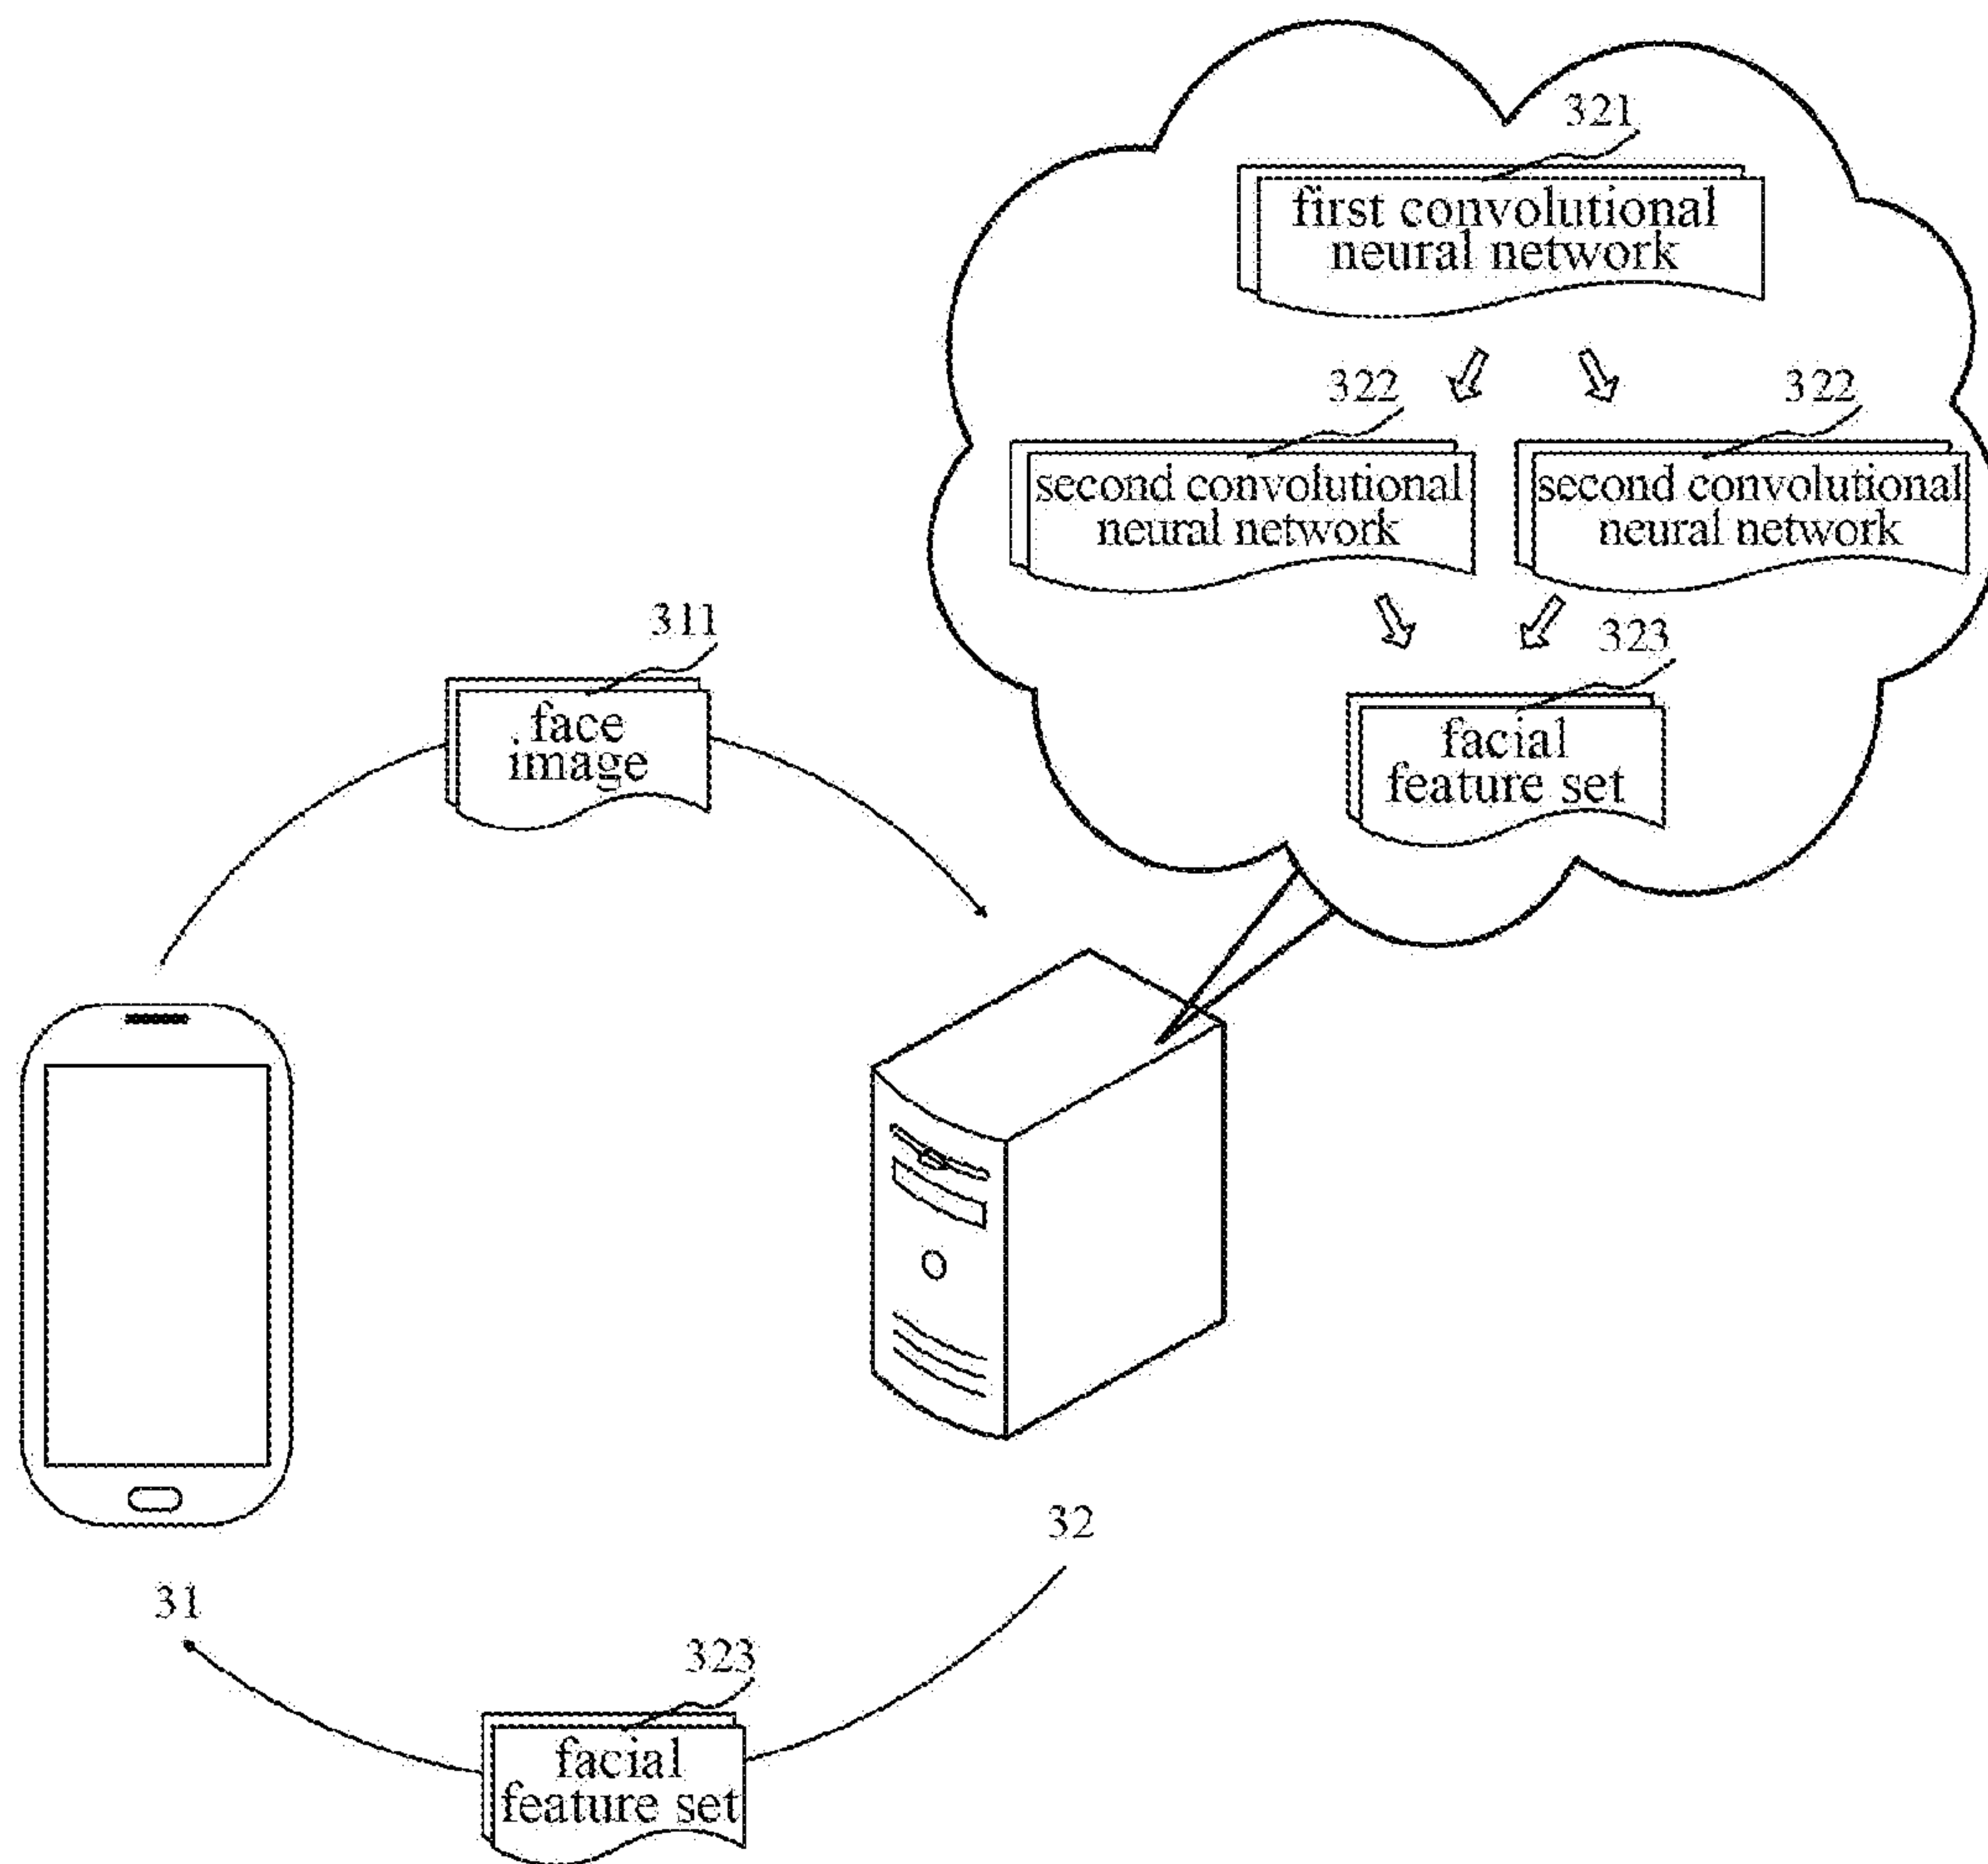 321
first convolutional
neural network
322
322
second convolutional
neural network
second convolutional
neural network
323
facial
feature set
311
face
image
32
31
323
facial
feature set